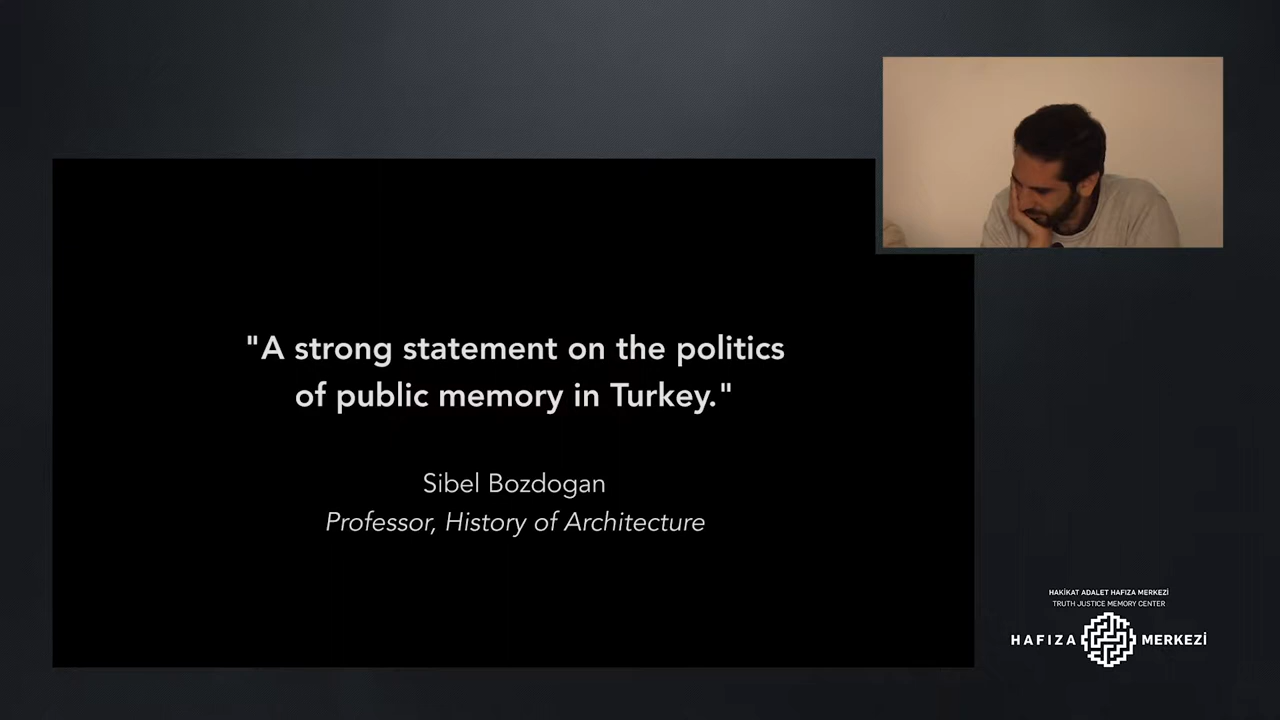 "A strong statement on the politics
of public memory in Turkey."
Sibel Bozdogan
Professor, History of Architecture
HAKİKAT ADALET HAFIZA MERKEZİ
TRUTH JUSTICE MEMORY CENTER
HAFIZA MERKEZİ